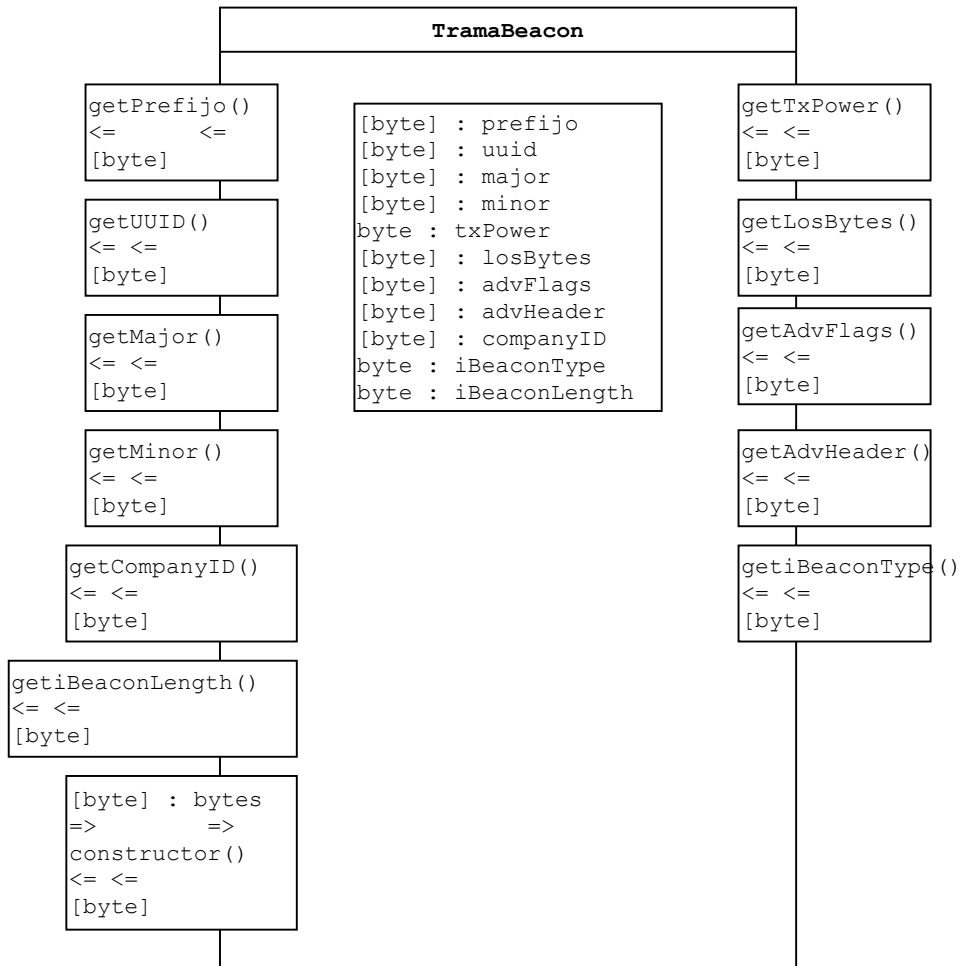 TramaBeacon
getPrefijo()
<= <=
[byte]
getUUID()
<= <=
[byte]
getMajor()
<= <=
[byte]
getMinor()
<= <=
[byte]
getCompanyID()
<= <=
[byte]
getiBeaconLength()
<= <=
[byte]
[byte] : bytes
=> =>
constructor()
<= <=
[byte]
[byte] : prefijo
[byte] : uuid
[byte] : major
[byte] : minor
byte : txPower
[byte] : losBytes
[byte] : advFlags
[byte] : advHeader
[byte] : companyID
byte : iBeaconType
byte : iBeaconLength
getTxPower()
<= <=
[byte]
getLosBytes()
<= <=
[byte]
getAdvFlags()
<= <=
[byte]
getAdvHeader()
<= <=
[byte]
getiBeaconType()
<= <=
[byte]